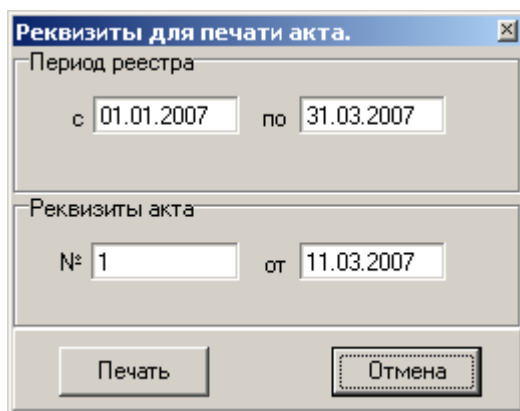 Реквизиты для печати акта.
Период реестра
с 01.01.2007 по 31.03.2007
Реквизиты акта
№ 1 от 11.03.2007
Печать Отмена